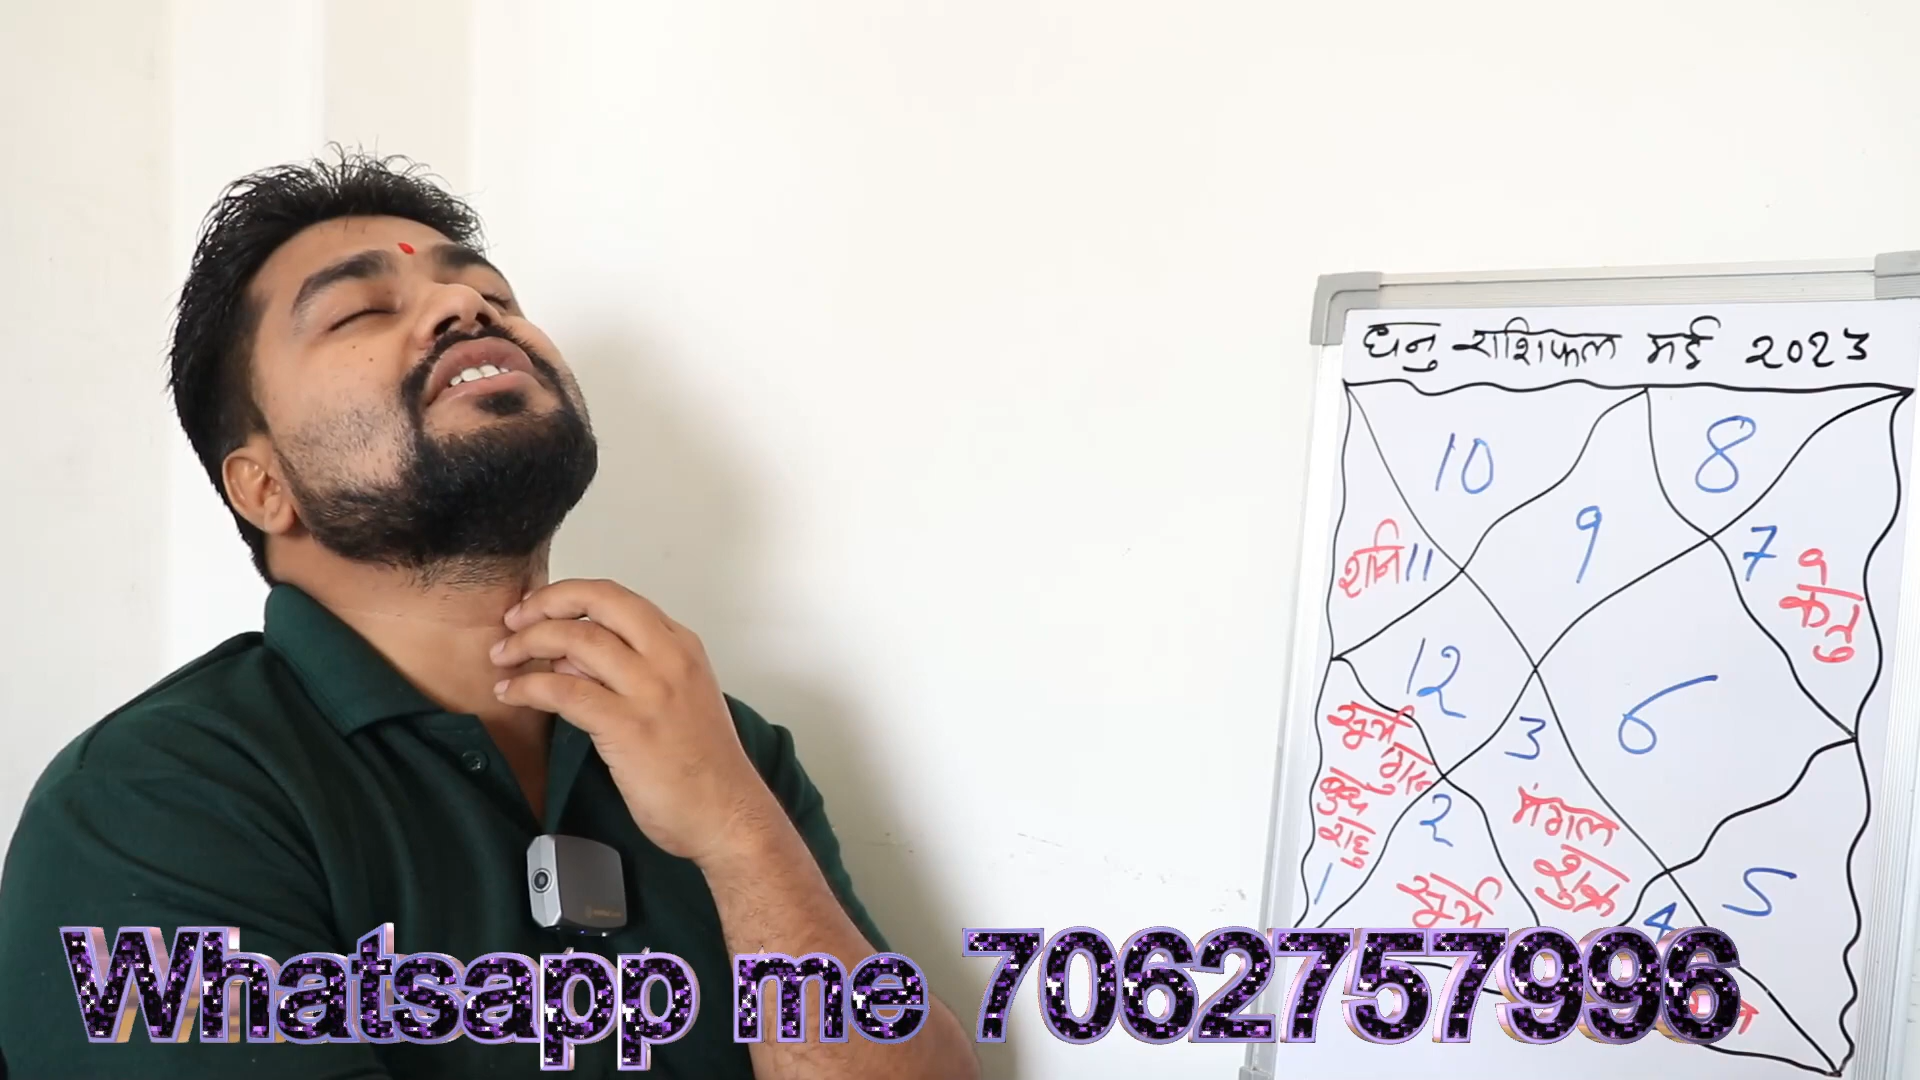 धनु राशिफल मई 2023
10
8
9
शनि 11
7
९
केतु
12
6
सूर्य
गुरु
3
बुध
राहु
2
मंगल
शुक्र
1
सूर्य
4
5
Whatsapp me 7062757996